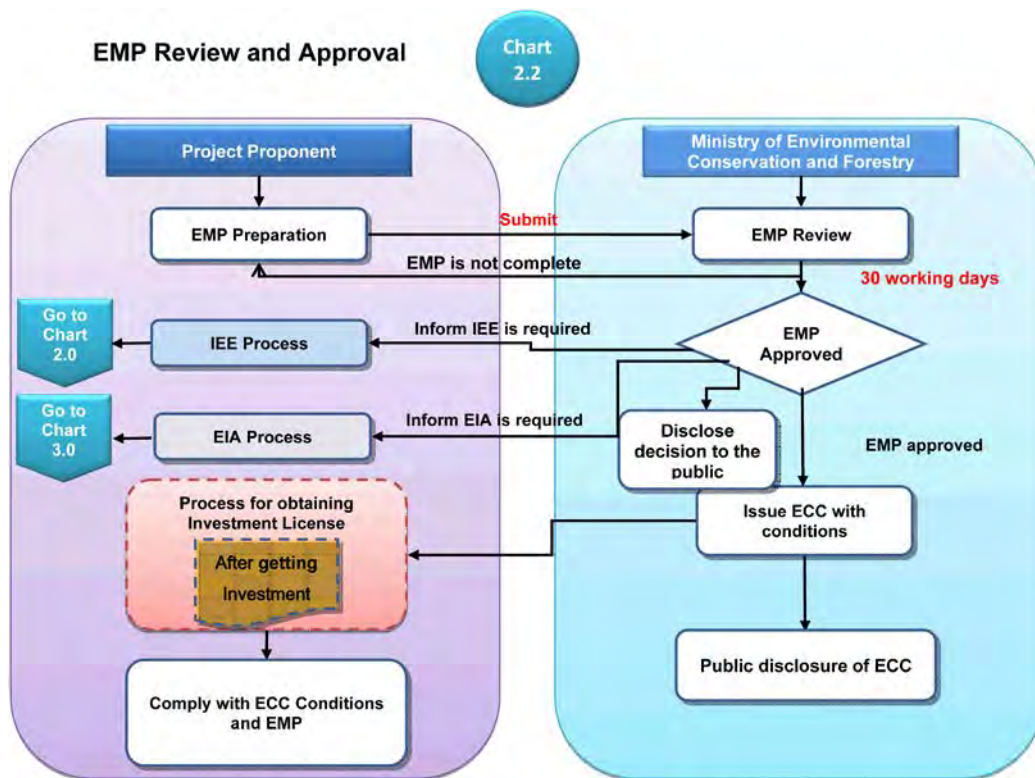 EMP Review and Approval
Chart
2.2
Project Proponent
Ministry of Environmental
Conservation and Forestry
EMP Preparation
Submit
EMP Review
EMP is not complete
30 working days
Go to
Chart
2.0
IEE Process
Inform IEE is required
EMP
Approved
Go to
Chart
3.0
EIA Process
Inform EIA is required
Disclose
decision to the
public
EMP approved
Process for obtaining
Investment License
After getting
Investment
Issue ECC with
conditions
Comply with ECC Conditions
and EMP
Public disclosure of ECC